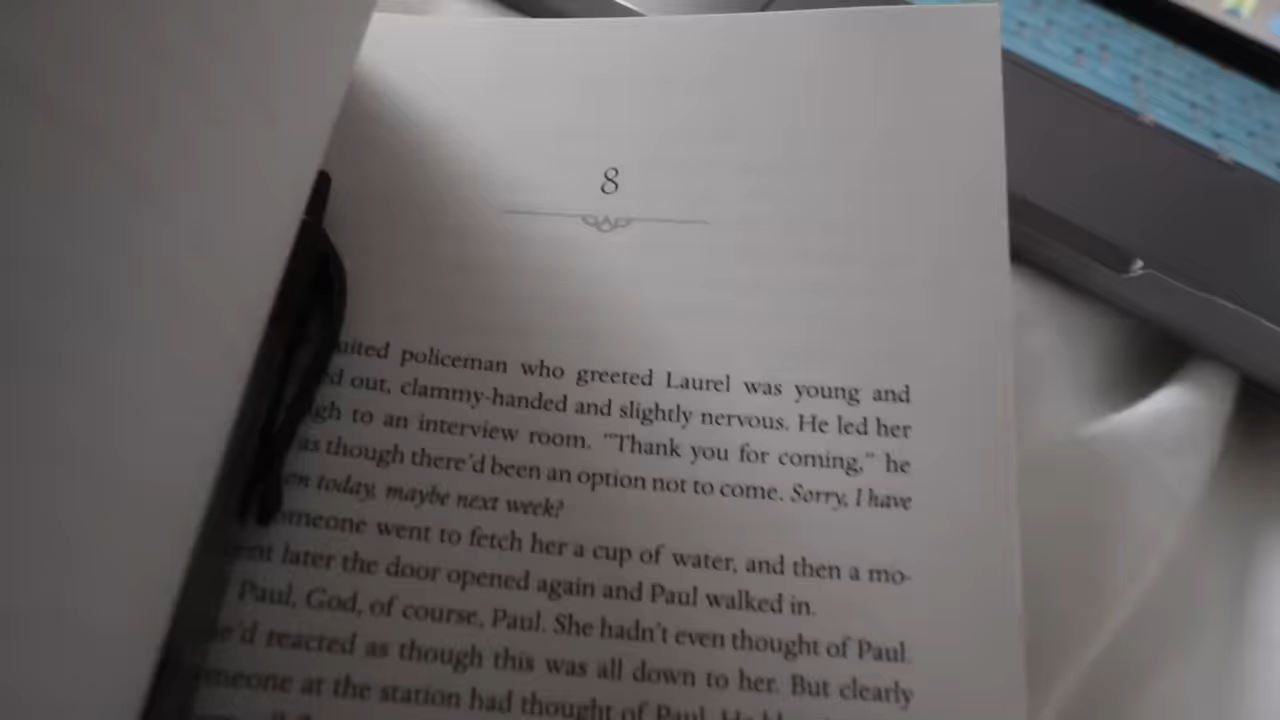 8
uited policeman who greeted Laurel was young and
d out, clammy-handed and slightly nervous. He led her
gh to an interview room. “Thank you for coming,” he
as though there’d been an option not to come. Sorry, I have
on today, maybe next week?
omeone went to fetch her a cup of water, and then a mo-
ent later the door opened again and Paul walked in.
Paul, God, of course, Paul. She hadn’t even thought of Paul.
e’d reacted as though this was all down to her. But clearly
meone at the station had thought of Paul. He